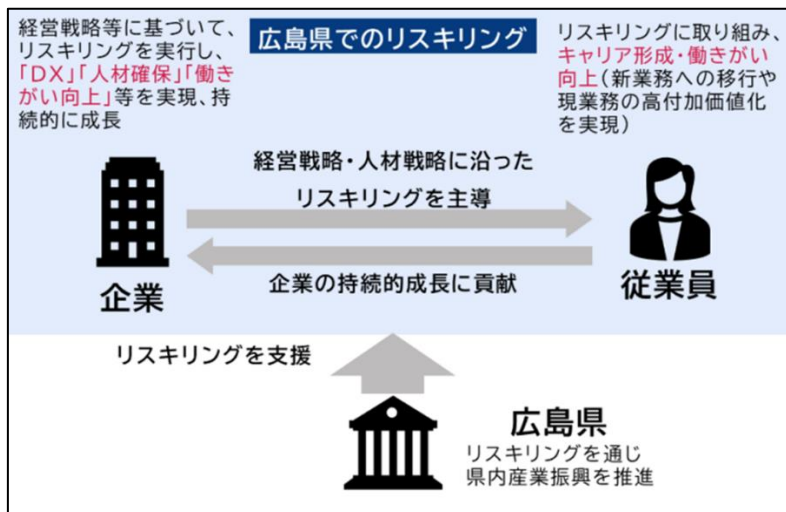 広島県でのリスキリング
経営戦略等に基づいて、
リスキリングを実行し、
「DX」「人材確保」「働き
がい向上」等を実現、持
続的に成長
リスキリングに取り組み、
キャリア形成・働きがい
向上(新業務への移行や
現業務の高付加価値化
を実現)
経営戦略・人材戦略に沿った
リスキリングを主導
企業
企業の持続的成長に貢献
従業員
リスキリングを支援
広島県
リスキリングを通じ
県内産業振興を推進